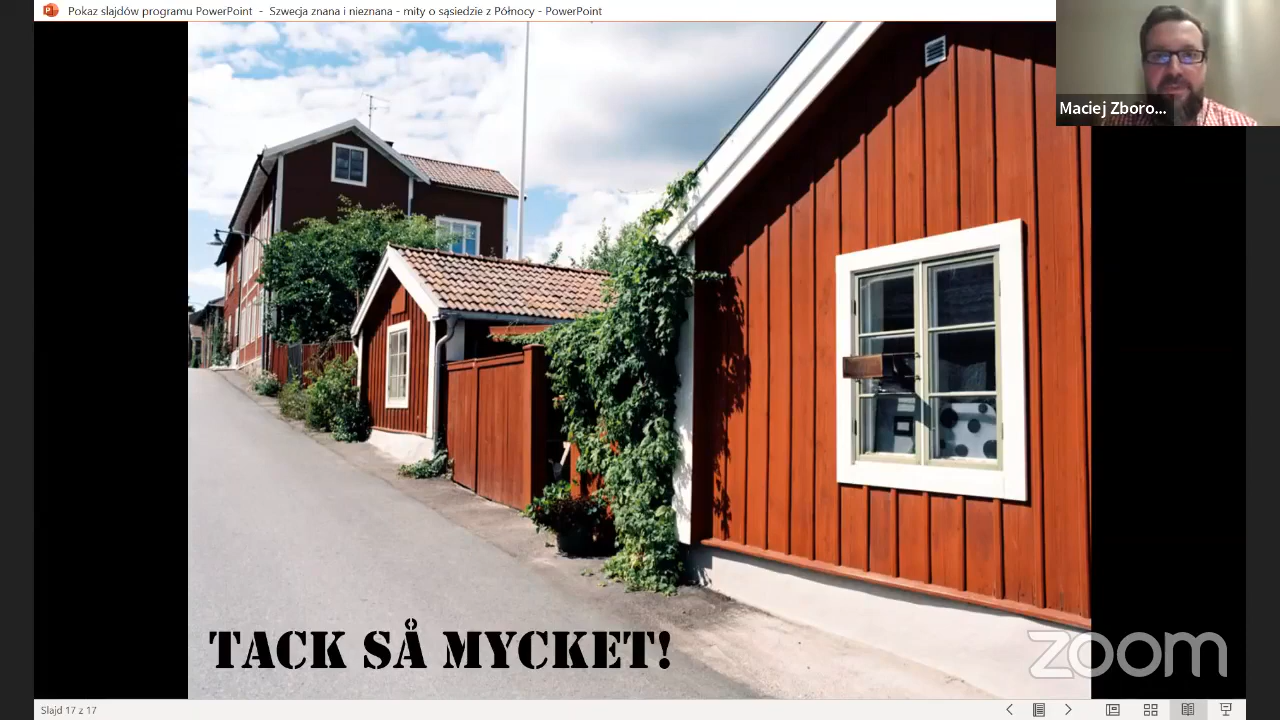 Pokaz slajdów programu PowerPoint - Szwecja znana i nieznana - mity o sąsiedzie z Północy - PowerPoint
Maciej Zboro...
TACK SÅ MYCKET!
zoom
Slajd 17 z 17